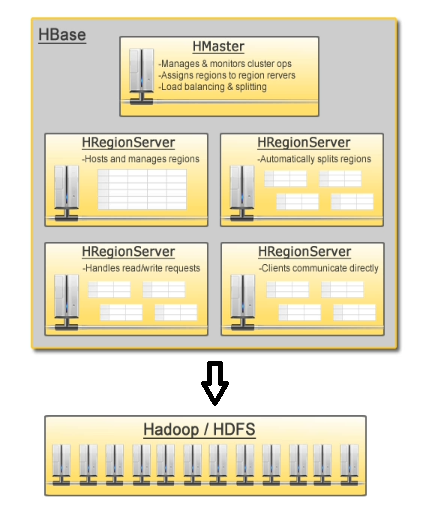 HBase
HMaster
-Manages & monitors cluster ops
-Assigns regions to region rervers
-Load balancing & splitting
HRegionServer
-Hosts and manages regions
HRegionServer
-Automatically splits regions
HRegionServer
-Handles read/write requests
HRegionServer
-Clients communicate directly
Hadoop / HDFS